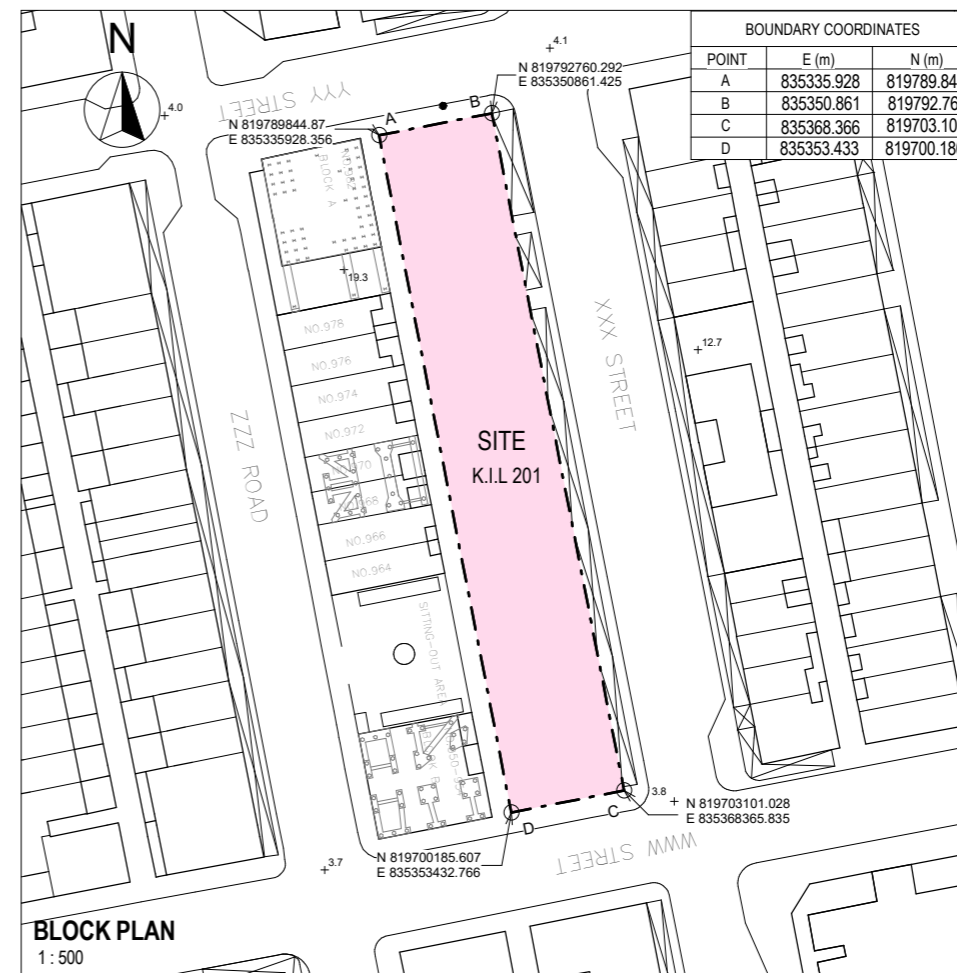 N
BOUNDARY COORDINATES
POINT E (m) N (m)
A 835335.928 819789.84
B 835350.861 819792.76
C 835368.366 819703.10
D 835353.433 819700.18
4.1
N 819792760.292
E 835350861.425
B
4.0
YYY STREET
N 819789844.87
E 835335928.356
A
BLOCK A
19.3
NO.978
NO.976
NO.974
NO.972
NO.966
NO.964
ZZZ ROAD
XXX STREET
12.7
SITE
K.I.L 201
SITTING-OUT AREA
3.8
N 819703101.028
E 835368365.835
C
D
WWW STREET
3.7
N 819700185.607
E 835353432.766
BLOCK PLAN
1 : 500